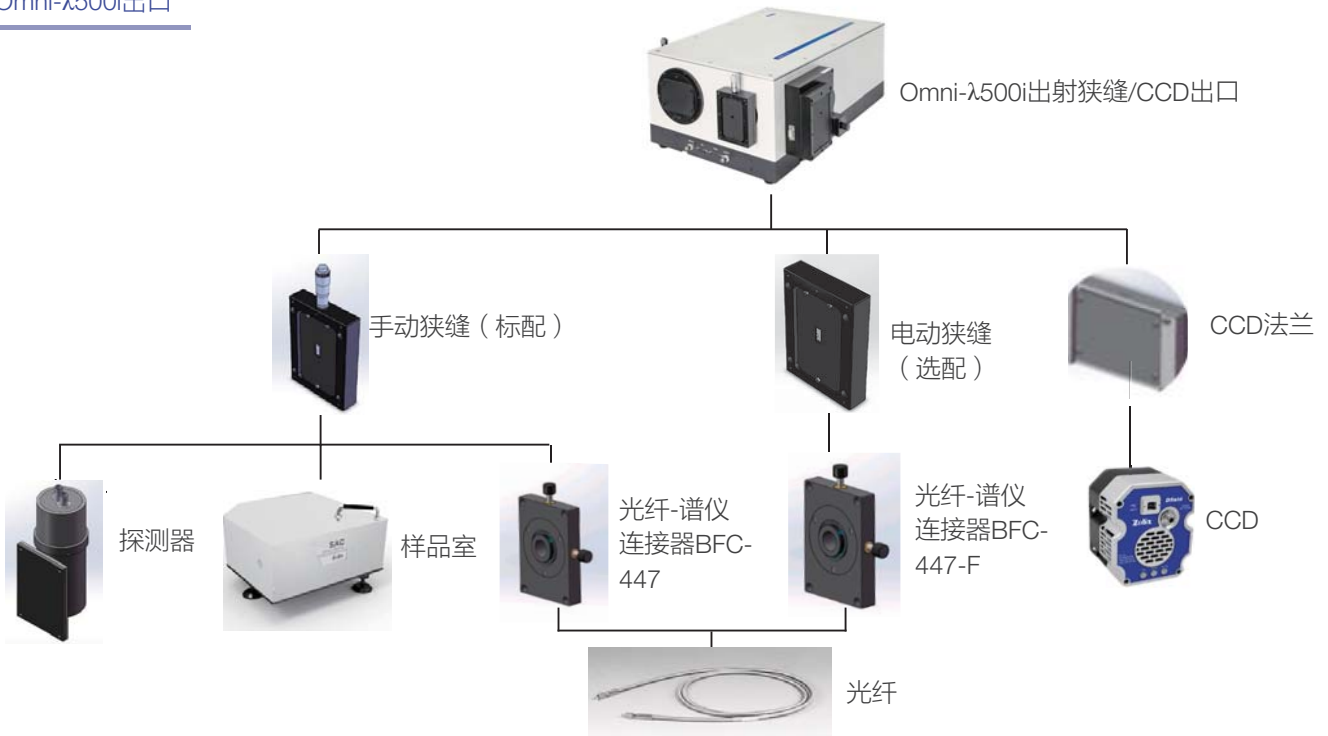 Omni-λ500i出口
Omni-λ500i出射狭缝/CCD出口
手动狭缝（标配）
电动狭缝
（选配）
CCD法兰
探测器
SAC
样品室
光纤-谱仪
连接器BFC-
447
光纤-谱仪
连接器BFC-
447-F
Zolix
CCD
光纤